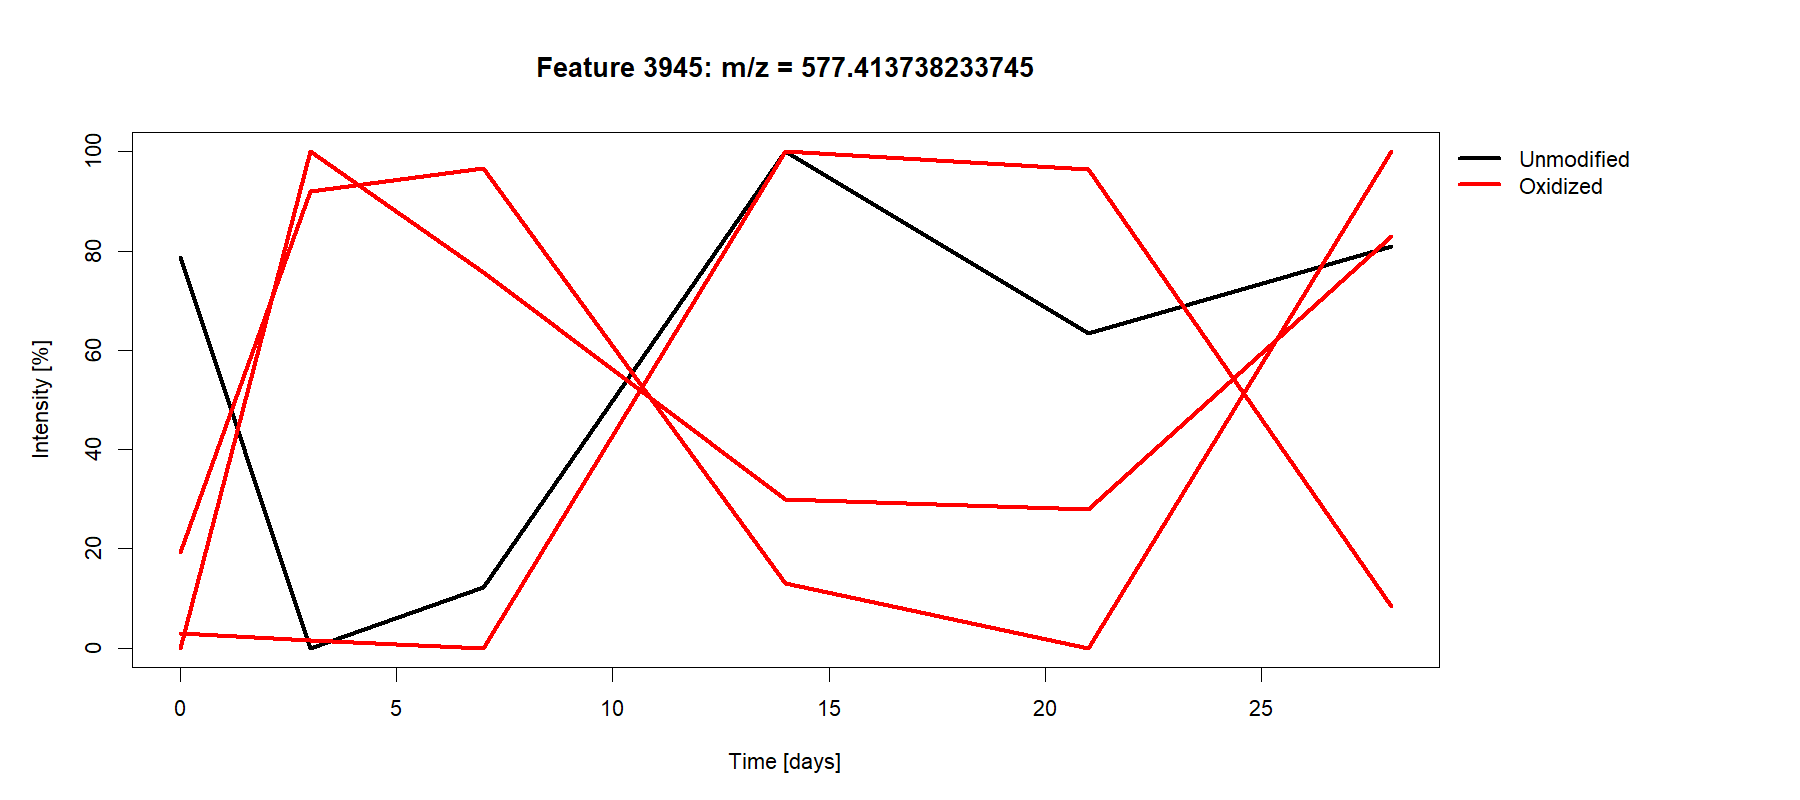 Feature 3945: m/z = 577.413738233745
Unmodified
Oxidized
Intensity [%]
100
80
60
40
20
0
0 5 10 15 20 25
Time [days]